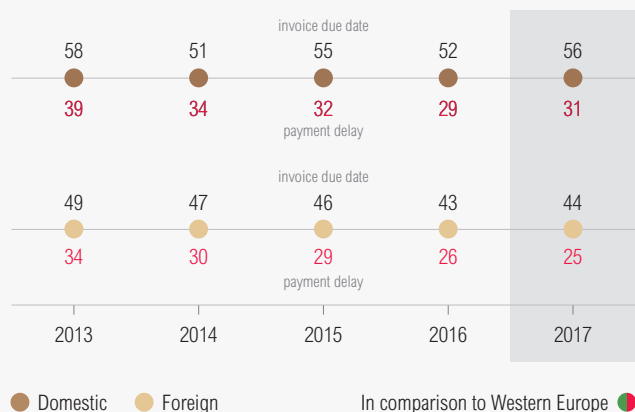 invoice due date
58 51 55 52 56
39 34 32 29 31
payment delay
invoice due date
49 47 46 43 44
34 30 29 26 25
payment delay
2013 2014 2015 2016 2017
Domestic Foreign In comparison to Western Europe